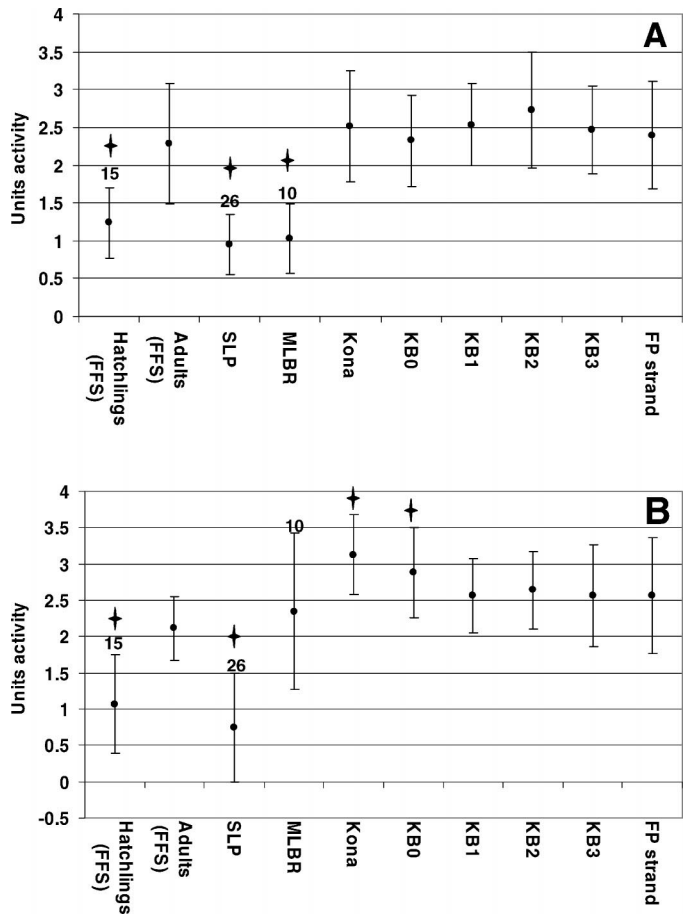 A
4
3.5
3
2.5
2
1.5
1
0.5
0
Units activity
15
26
10
Hatchlings
(FFS)
Adults
(FFS)
SLP
MLBR
Kona
KB0
KB1
KB2
KB3
FP strand
B
4
3.5
3
2.5
2
1.5
1
0.5
0
-0.5
Units activity
15
26
10
Hatchlings
(FFS)
Adults
(FFS)
SLP
MLBR
Kona
KB0
KB1
KB2
KB3
FP strand